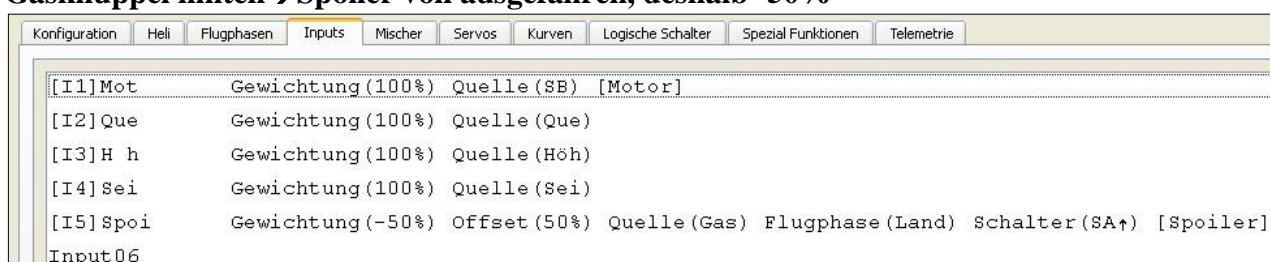 Gasknüppel hinten → Spoiler von ausgefahren, deshalb -50%
Konfiguration Heli Flugphasen Inputs Mischer Servos Kurven Logische Schalter Spezial Funktionen Telemetrie
[I1]Mot Gewichtung(100%) Quelle(SB) [Motor]
[I2]Que Gewichtung(100%) Quelle(Que)
[I3]H h Gewichtung(100%) Quelle(Höh)
[I4]Sei Gewichtung(100%) Quelle(Sei)
[I5]Spoi Gewichtung(-50%) Offset(50%) Quelle(Gas) Flugphase(Land) Schalter(SA↑) [Spoiler]
Input06